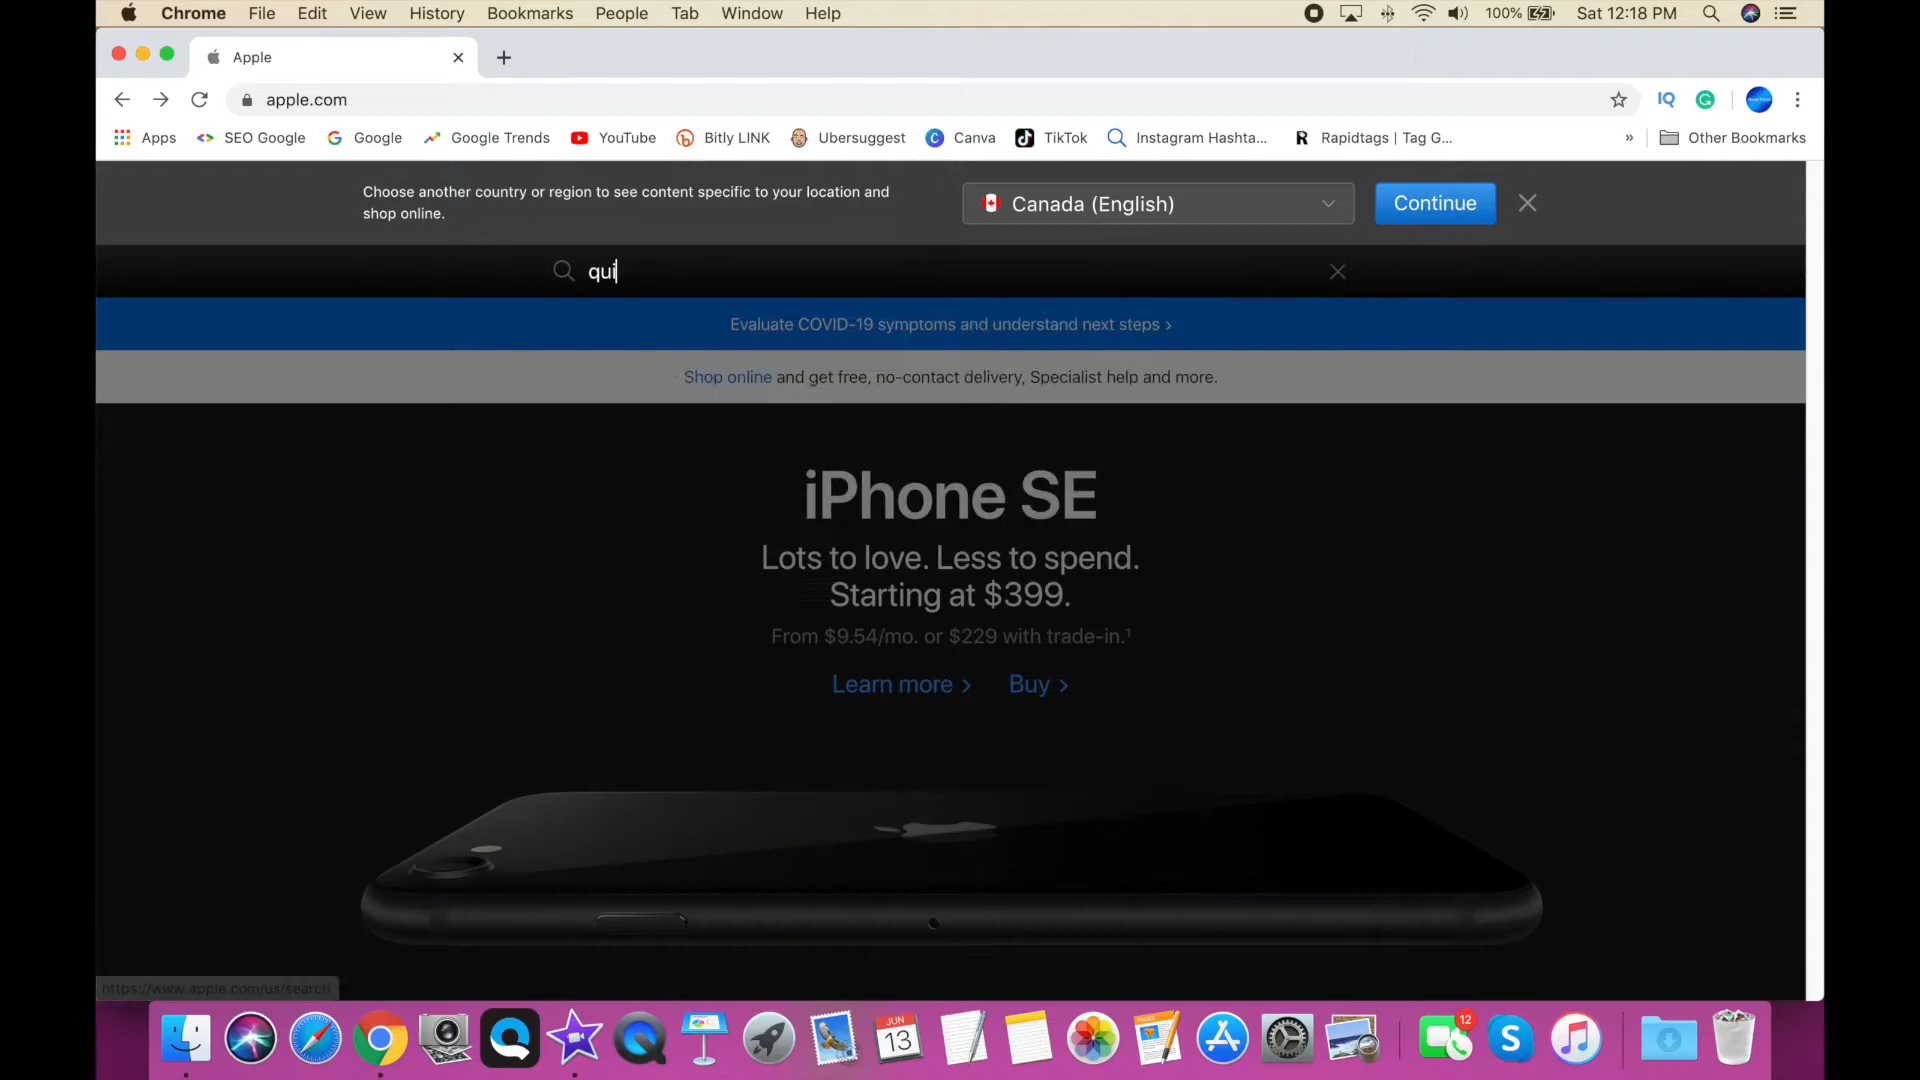 Chrome File Edit View History Bookmarks People Tab Window Help 100% Sat 12:18 PM
Apple
apple.com IQ
Apps SEO Google Google Google Trends YouTube Bitly LINK Ubersuggest Canva TikTok Instagram Hashta... R Rapidtags | Tag G... » Other Bookmarks
Choose another country or region to see content specific to your location and
shop online.
Canada (English) Continue
qui
Evaluate COVID-19 symptoms and understand next steps >
Shop online and get free, no-contact delivery, Specialist help and more.
iPhone SE
Lots to love. Less to spend.
Starting at $399.
From $9.54/mo. or $229 with trade-in.¹
Learn more > Buy >
https://www.apple.com/us/search
JUN
13
PAGES
12